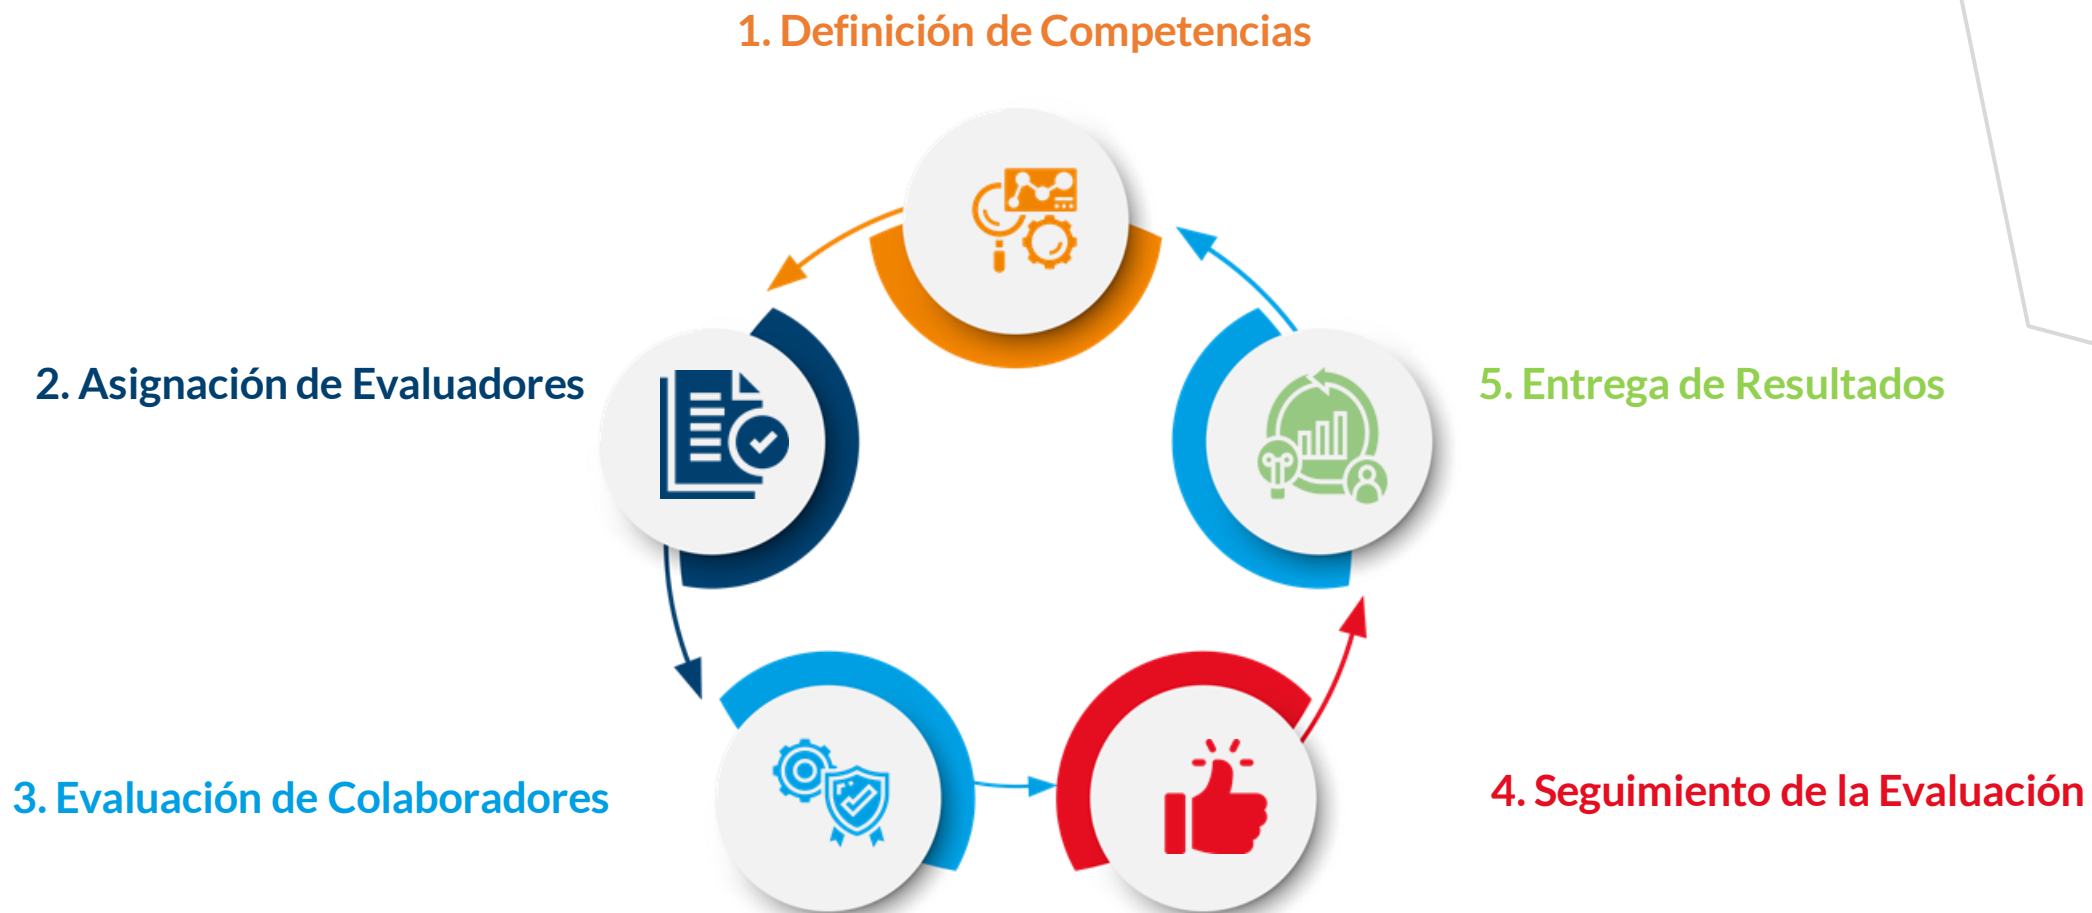 1. Definición de Competencias
2. Asignación de Evaluadores
5. Entrega de Resultados
3. Evaluación de Colaboradores
4. Seguimiento de la Evaluación